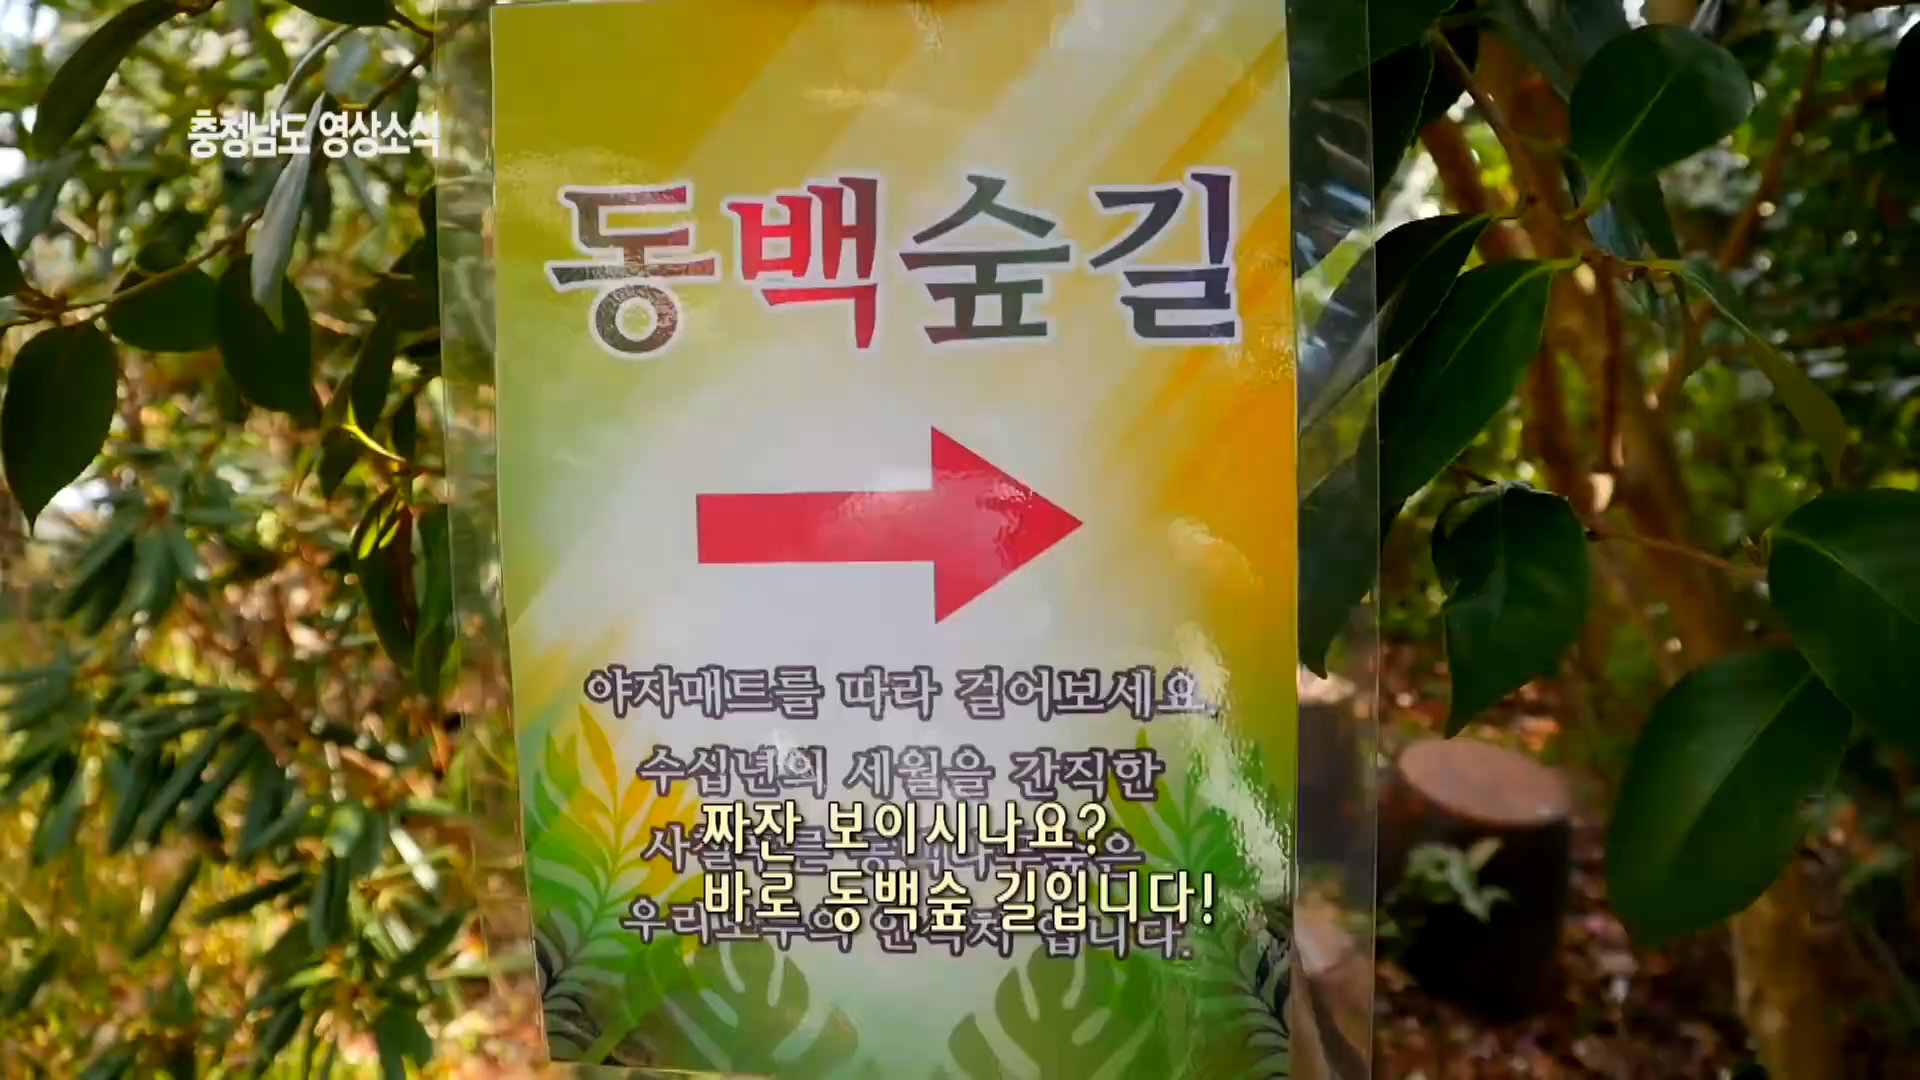 충청남도 영상소식
동백숲길
야자매트를 따라 걸어보세요.
수십년의 세월을 간직한
짜잔 보이시나요?
바로 동백숲 길입니다!